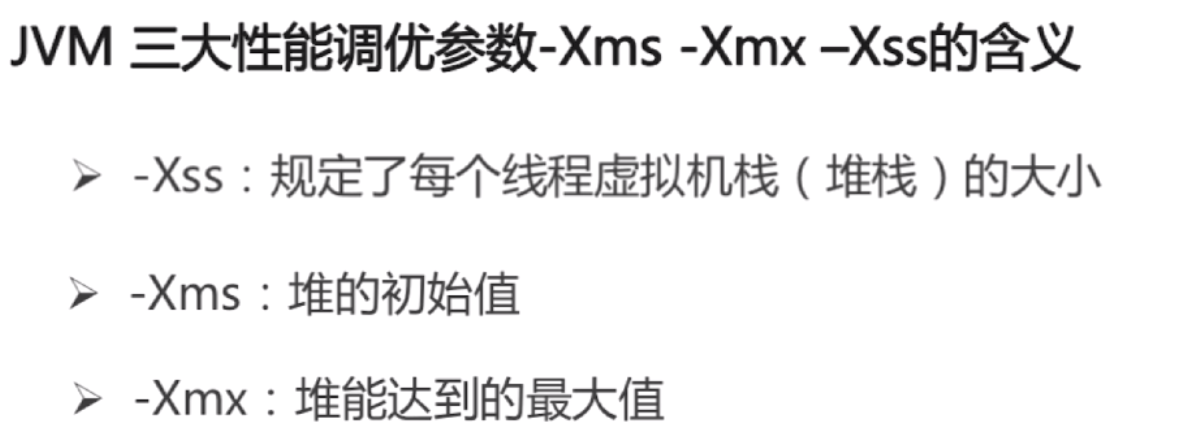 JVM 三大性能调优参数-Xms -Xmx –Xss的含义
➢ -Xss：规定了每个线程虚拟机栈（堆栈）的大小
➢ -Xms：堆的初始值
➢ -Xmx：堆能达到的最大值